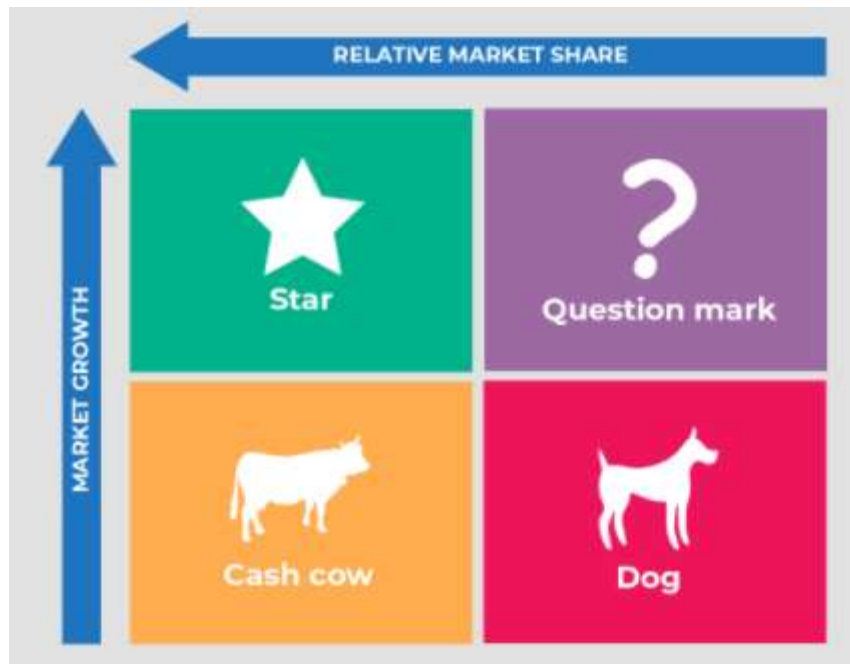 RELATIVE MARKET SHARE
MARKET GROWTH
Star
Question mark
Cash cow
Dog